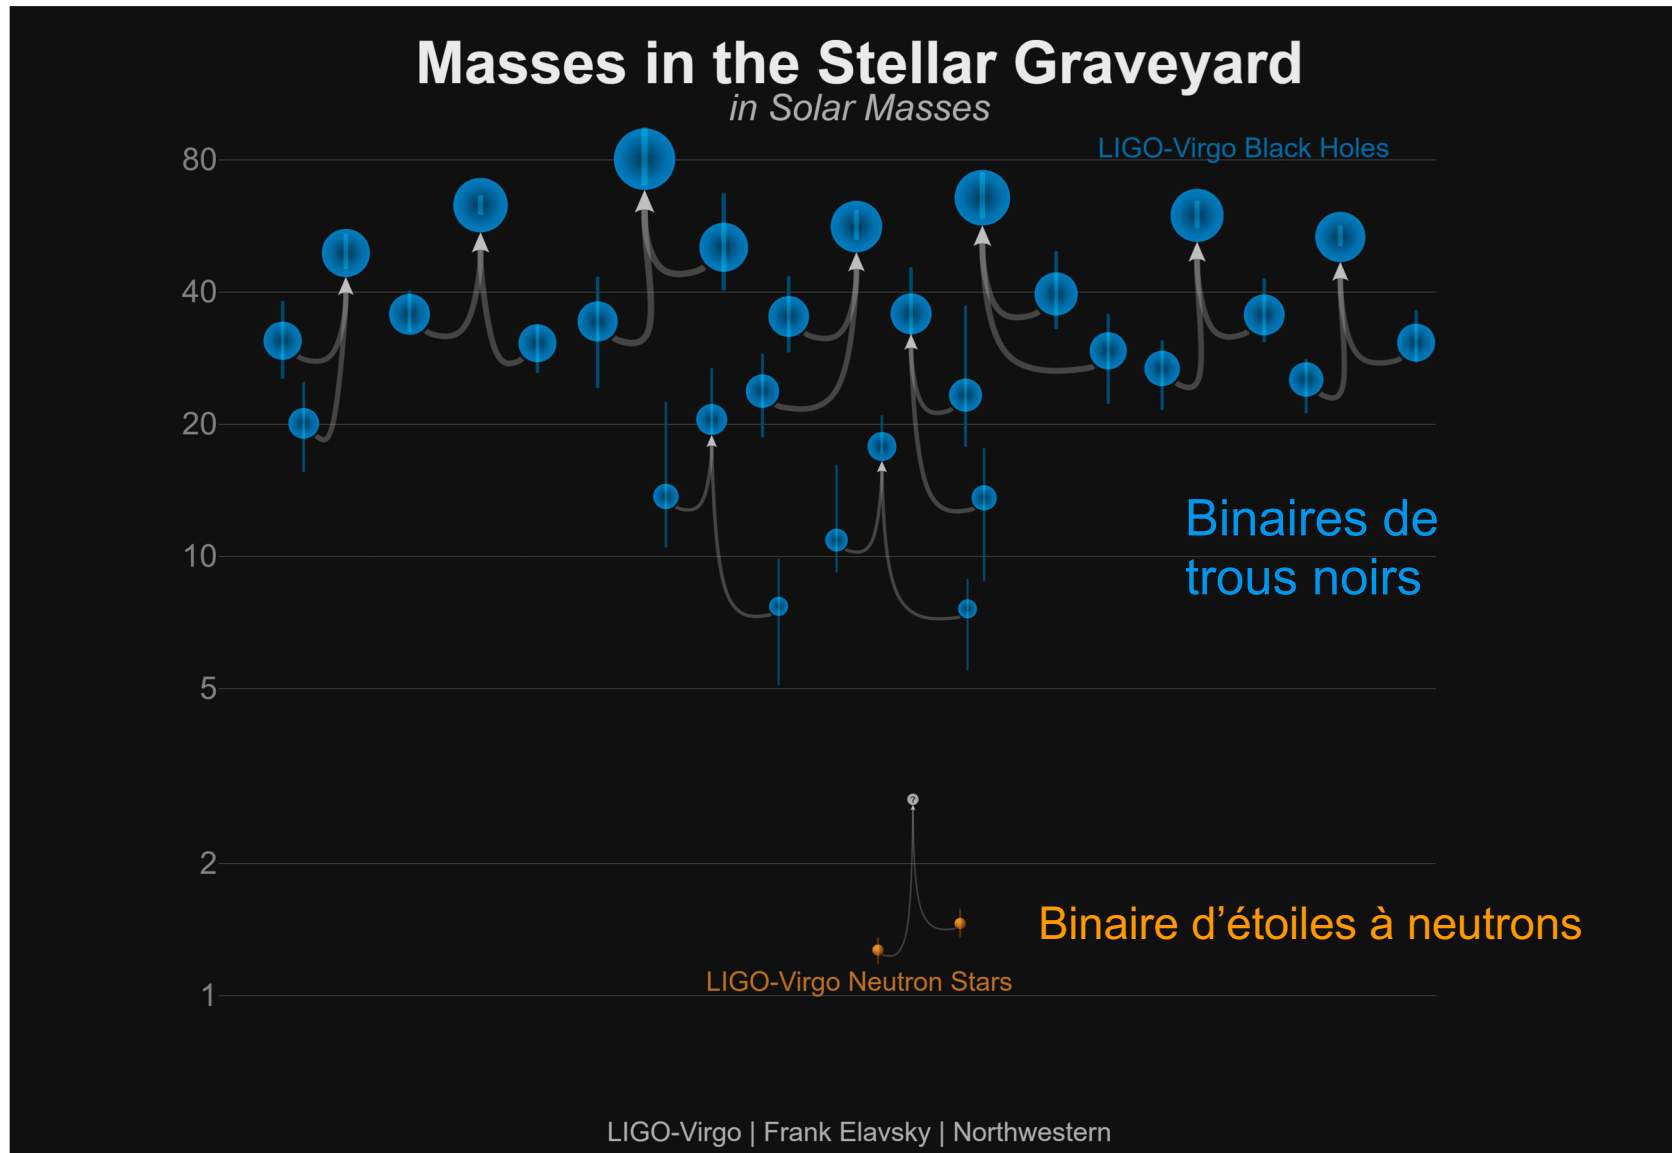 Masses in the Stellar Graveyard
in Solar Masses
LIGO-Virgo Black Holes
80
40
20
10
5
2
1
Binaires de
trous noirs
?
Binaire d’étoiles à neutrons
LIGO-Virgo Neutron Stars
LIGO-Virgo | Frank Elavsky | Northwestern